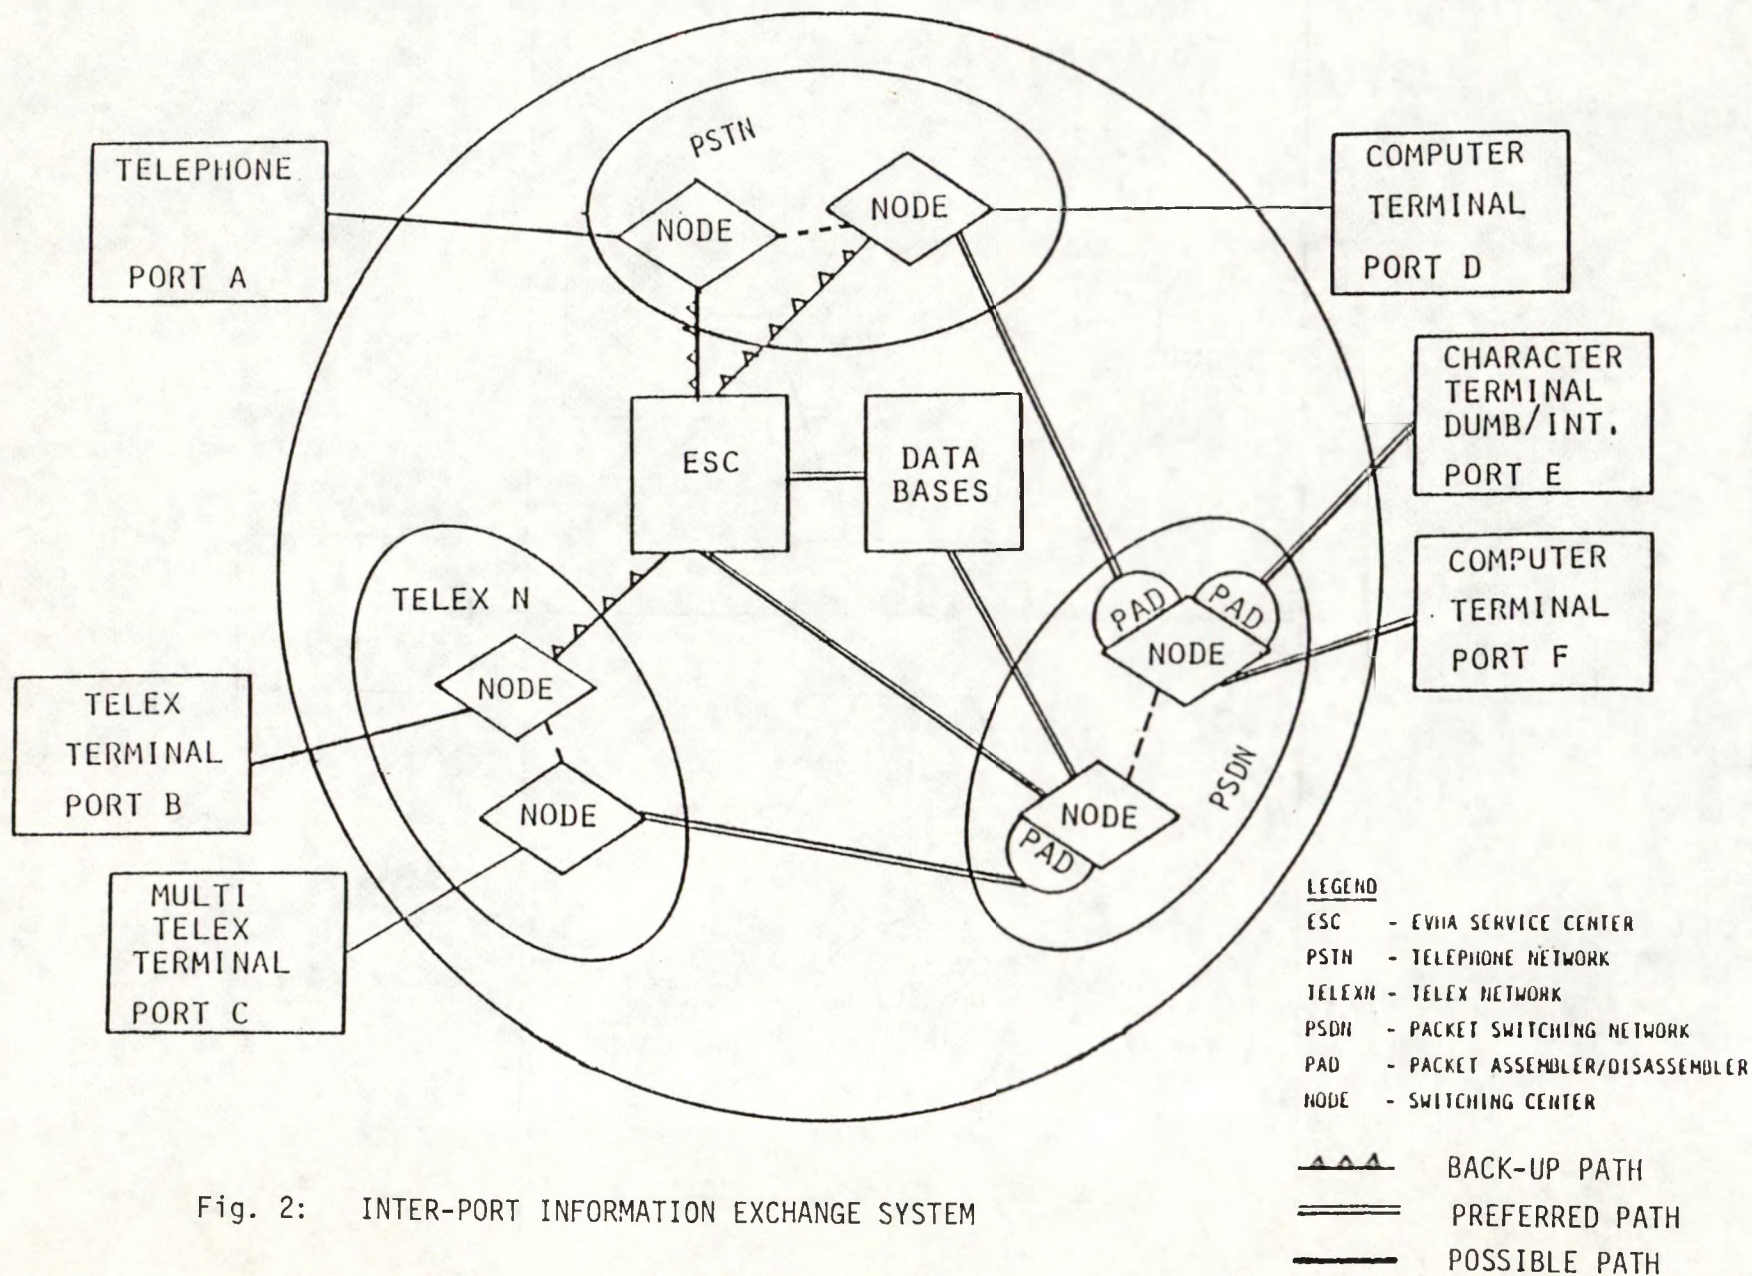 PSTN
NODE
NODE
TELEPHONE
PORT A
COMPUTER
TERMINAL
PORT D
CHARACTER
TERMINAL
DUMB/INT.
PORT E
ESC
DATA
BASES
COMPUTER
TERMINAL
PORT F
TELEX N
NODE
NODE
TELEX
TERMINAL
PORT B
MULTI
TELEX
TERMINAL
PORT C
PAD
PAD
NODE
NODE
PAD
PSDN
LEGEND
ESC - EVHA SERVICE CENTER
PSTN - TELEPHONE NETWORK
TELEXN - TELEX NETWORK
PSDN - PACKET SWITCHING NETWORK
PAD - PACKET ASSEMBLER/DISASSEMBLER
NODE - SWITCHING CENTER
BACK-UP PATH
PREFERRED PATH
POSSIBLE PATH
Fig. 2: INTER-PORT INFORMATION EXCHANGE SYSTEM